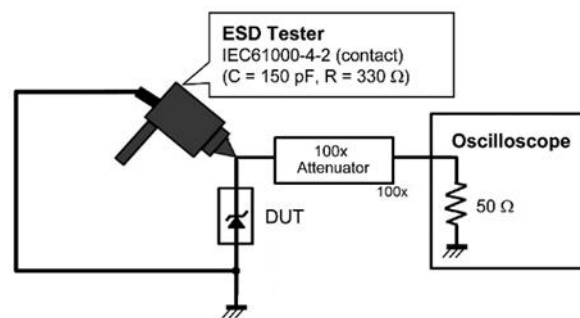 ESD Tester
IEC61000-4-2 (contact)
(C = 150 pF, R = 330 Ω)
Oscilloscope
100x
Attenuator
100x
50 Ω
DUT